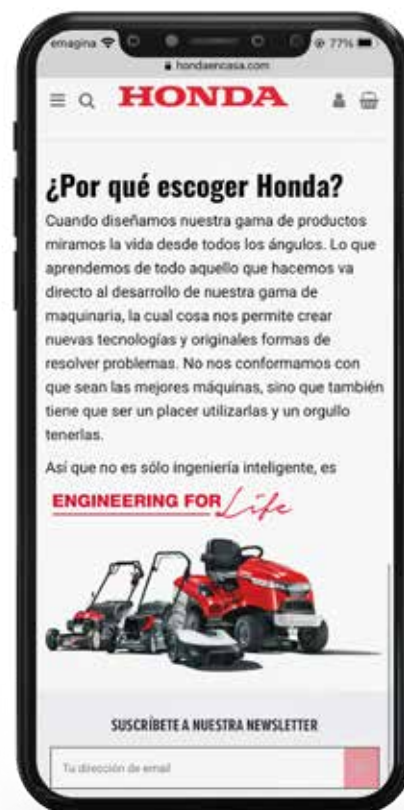 emagina 77%
hondaencasa.com
HONDA
¿Por qué escoger Honda?
Cuando diseñamos nuestra gama de productos
miramos la vida desde todos los ángulos. Lo que
aprendemos de todo aquello que hacemos va
directo al desarrollo de nuestra gama de
maquinaria, la cual cosa nos permite crear
nuevas tecnologías y originales formas de
resolver problemas. No nos conformamos con
que sean las mejores máquinas, sino que también
tiene que ser un placer utilizarlas y un orgullo
tenerlas.
Así que no es sólo ingeniería inteligente, es
ENGINEERING FOR Life
SUSCRÍBETE A NUESTRA NEWSLETTER
Tu dirección de email